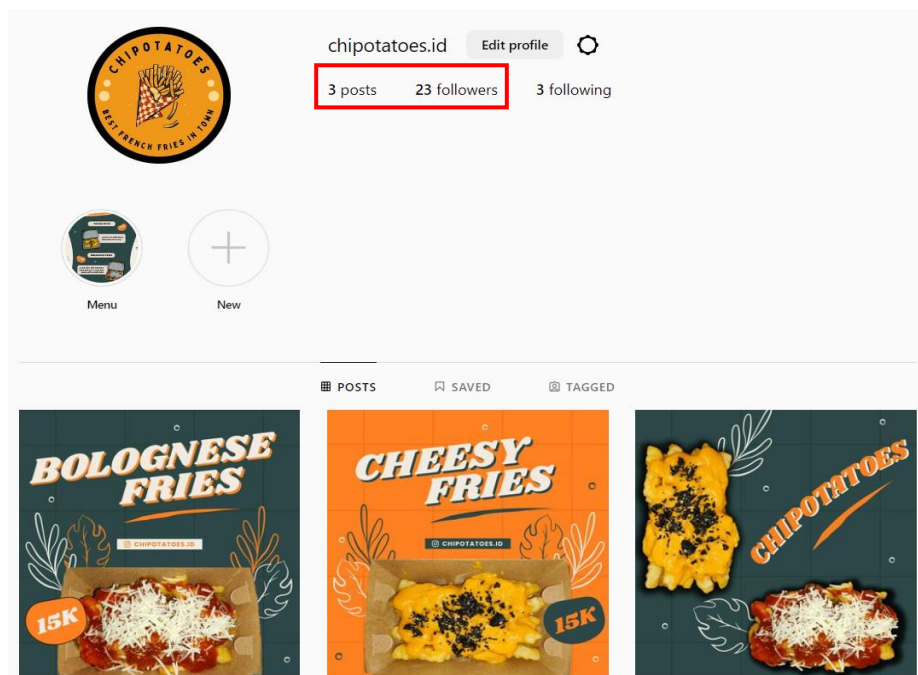 CHIPOTATOES
BEST FRENCH FRIES IN TOWN
chipotatoes.id Edit profile
3 posts 23 followers 3 following
Menu New
POSTS SAVED TAGGED
BOLOGNESE
FRIES
CHIPOTATOES.ID
15K
CHEESY
FRIES
CHIPOTATOES.ID
15K
CHIPOTATOES